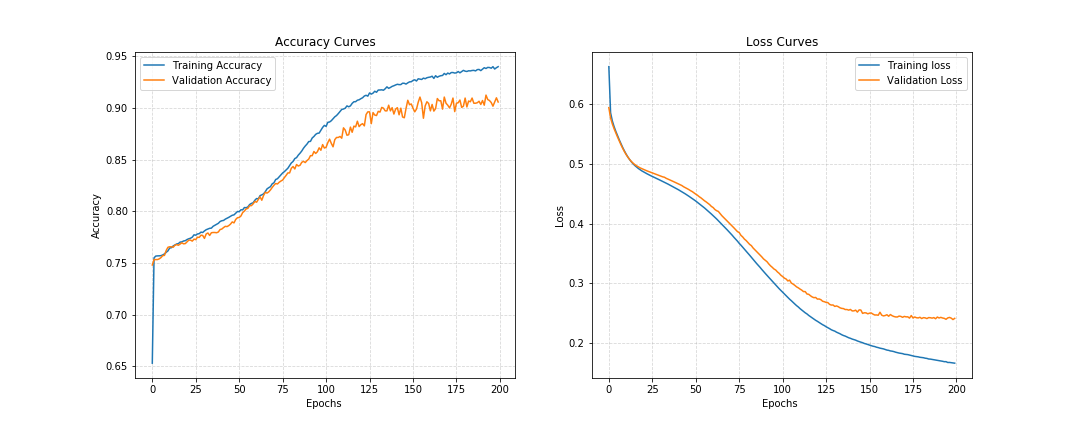 Accuracy Curves
Training Accuracy
Validation Accuracy
0.95
0.90
0.85
0.80
0.75
0.70
0.65
Accuracy
0 25 50 75 100 125 150 175 200
Epochs
Loss Curves
Training loss
Validation Loss
0.6
0.5
0.4
0.3
0.2
Loss
0 25 50 75 100 125 150 175 200
Epochs